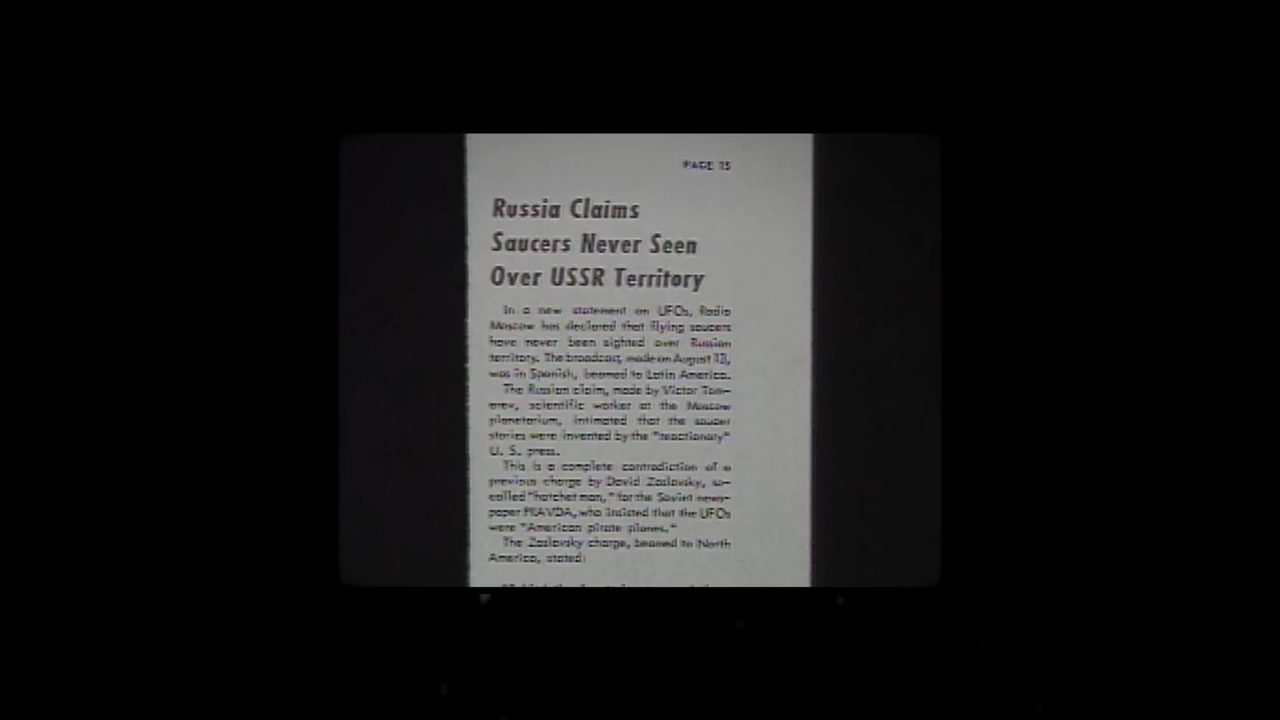 PAGE 15
Russia Claims
Saucers Never Seen
Over USSR Territory
In a new statement on UFOs, Radio
Moscow has declared that flying saucers
have never been sighted over Russian
territory. The broadcast, made on August 13,
was in Spanish, beamed to Latin America.
The Russian claim, made by Victor
scientific worker at the Moscow
planetarium, intimated that the saucer
stories were invented by the "reactionary"
U. S. press.
This is a complete contradiction of a
previous charge by David Zaslavsky, so-
called "hatchet man," for the Soviet news-
paper PRAVDA, who insisted that the UFOs
were "American pirate planes."
The Zaslavsky charge, beamed to North
America, stated: